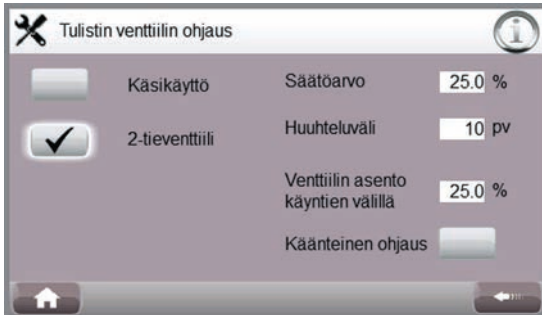 Tulistin venttiilin ohjaus
Käsikäyttö
2-tieventtiili
Säätöarvo 25.0 %
Huuhteluväli 10 pv
Venttiilin asento
käyntien välillä 25.0 %
Käänteinen ohjaus